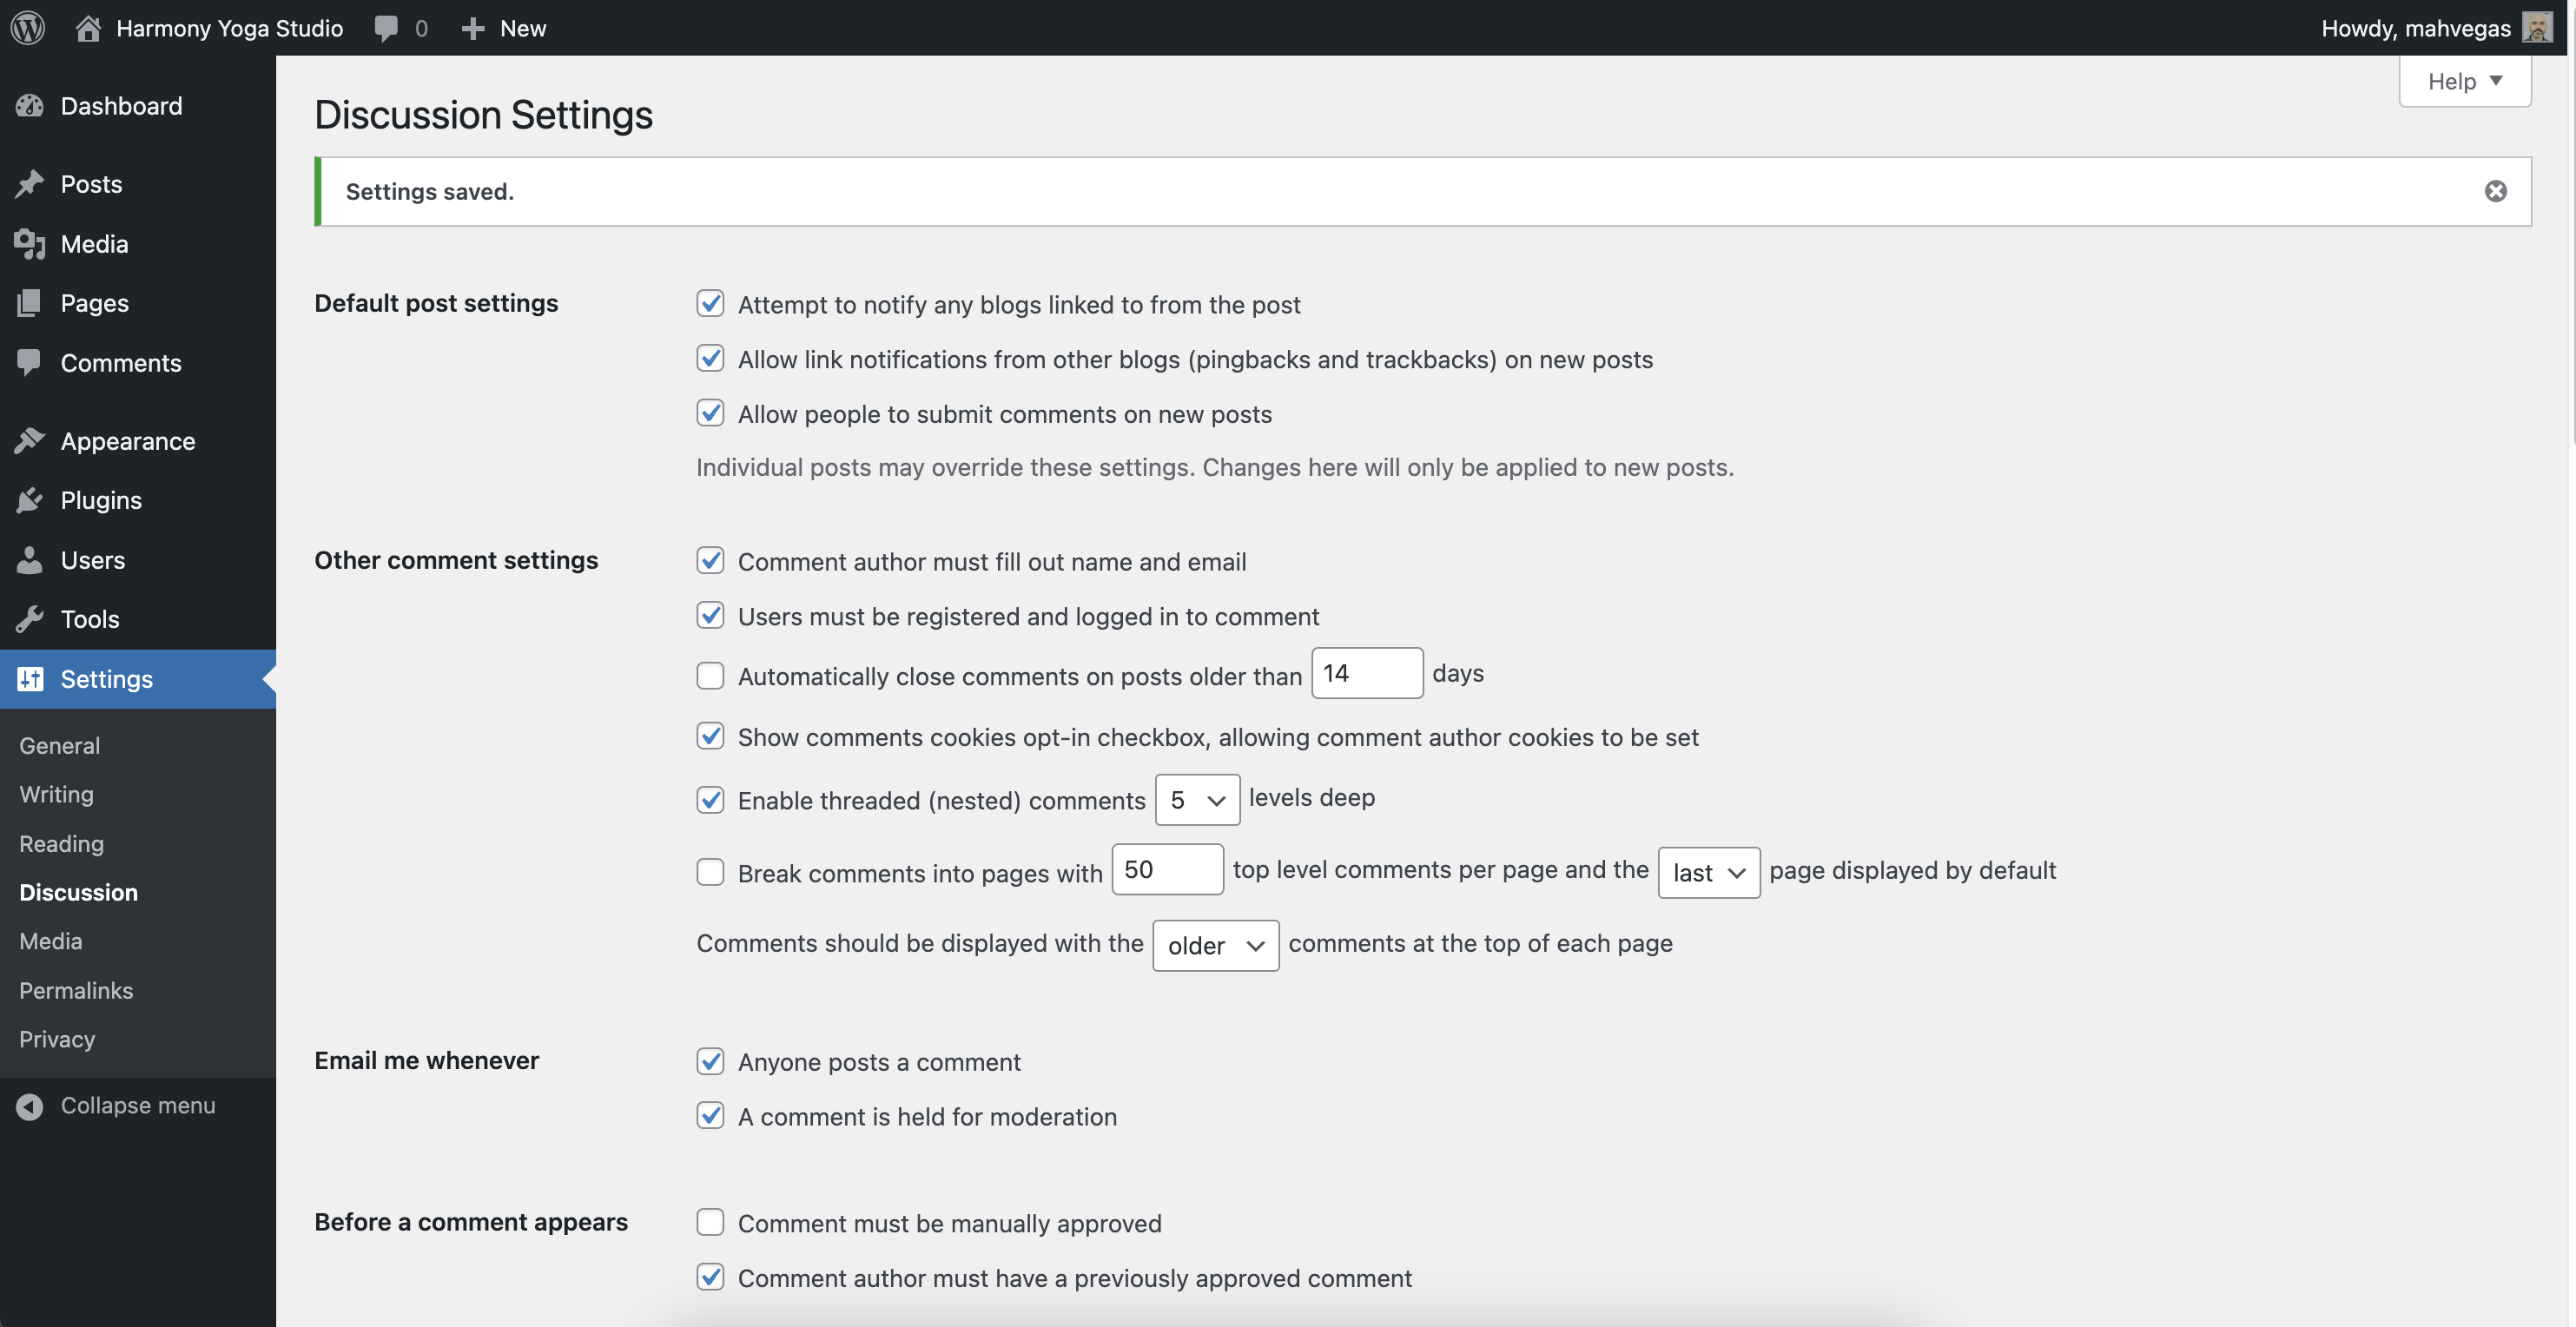 Harmony Yoga Studio 0 New Howdy, mahvegas
Help
Dashboard
Posts
Media
Pages
Comments
Appearance
Plugins
Users
Tools
Settings
General
Writing
Reading
Discussion
Media
Permalinks
Privacy
Collapse menu
Discussion Settings
Settings saved.
Default post settings
Attempt to notify any blogs linked to from the post
Allow link notifications from other blogs (pingbacks and trackbacks) on new posts
Allow people to submit comments on new posts
Individual posts may override these settings. Changes here will only be applied to new posts.
Other comment settings
Comment author must fill out name and email
Users must be registered and logged in to comment
Automatically close comments on posts older than 14 days
Show comments cookies opt-in checkbox, allowing comment author cookies to be set
Enable threaded (nested) comments 5 levels deep
Break comments into pages with 50 top level comments per page and the last page displayed by default
Comments should be displayed with the older comments at the top of each page
Email me whenever
Anyone posts a comment
A comment is held for moderation
Before a comment appears
Comment must be manually approved
Comment author must have a previously approved comment